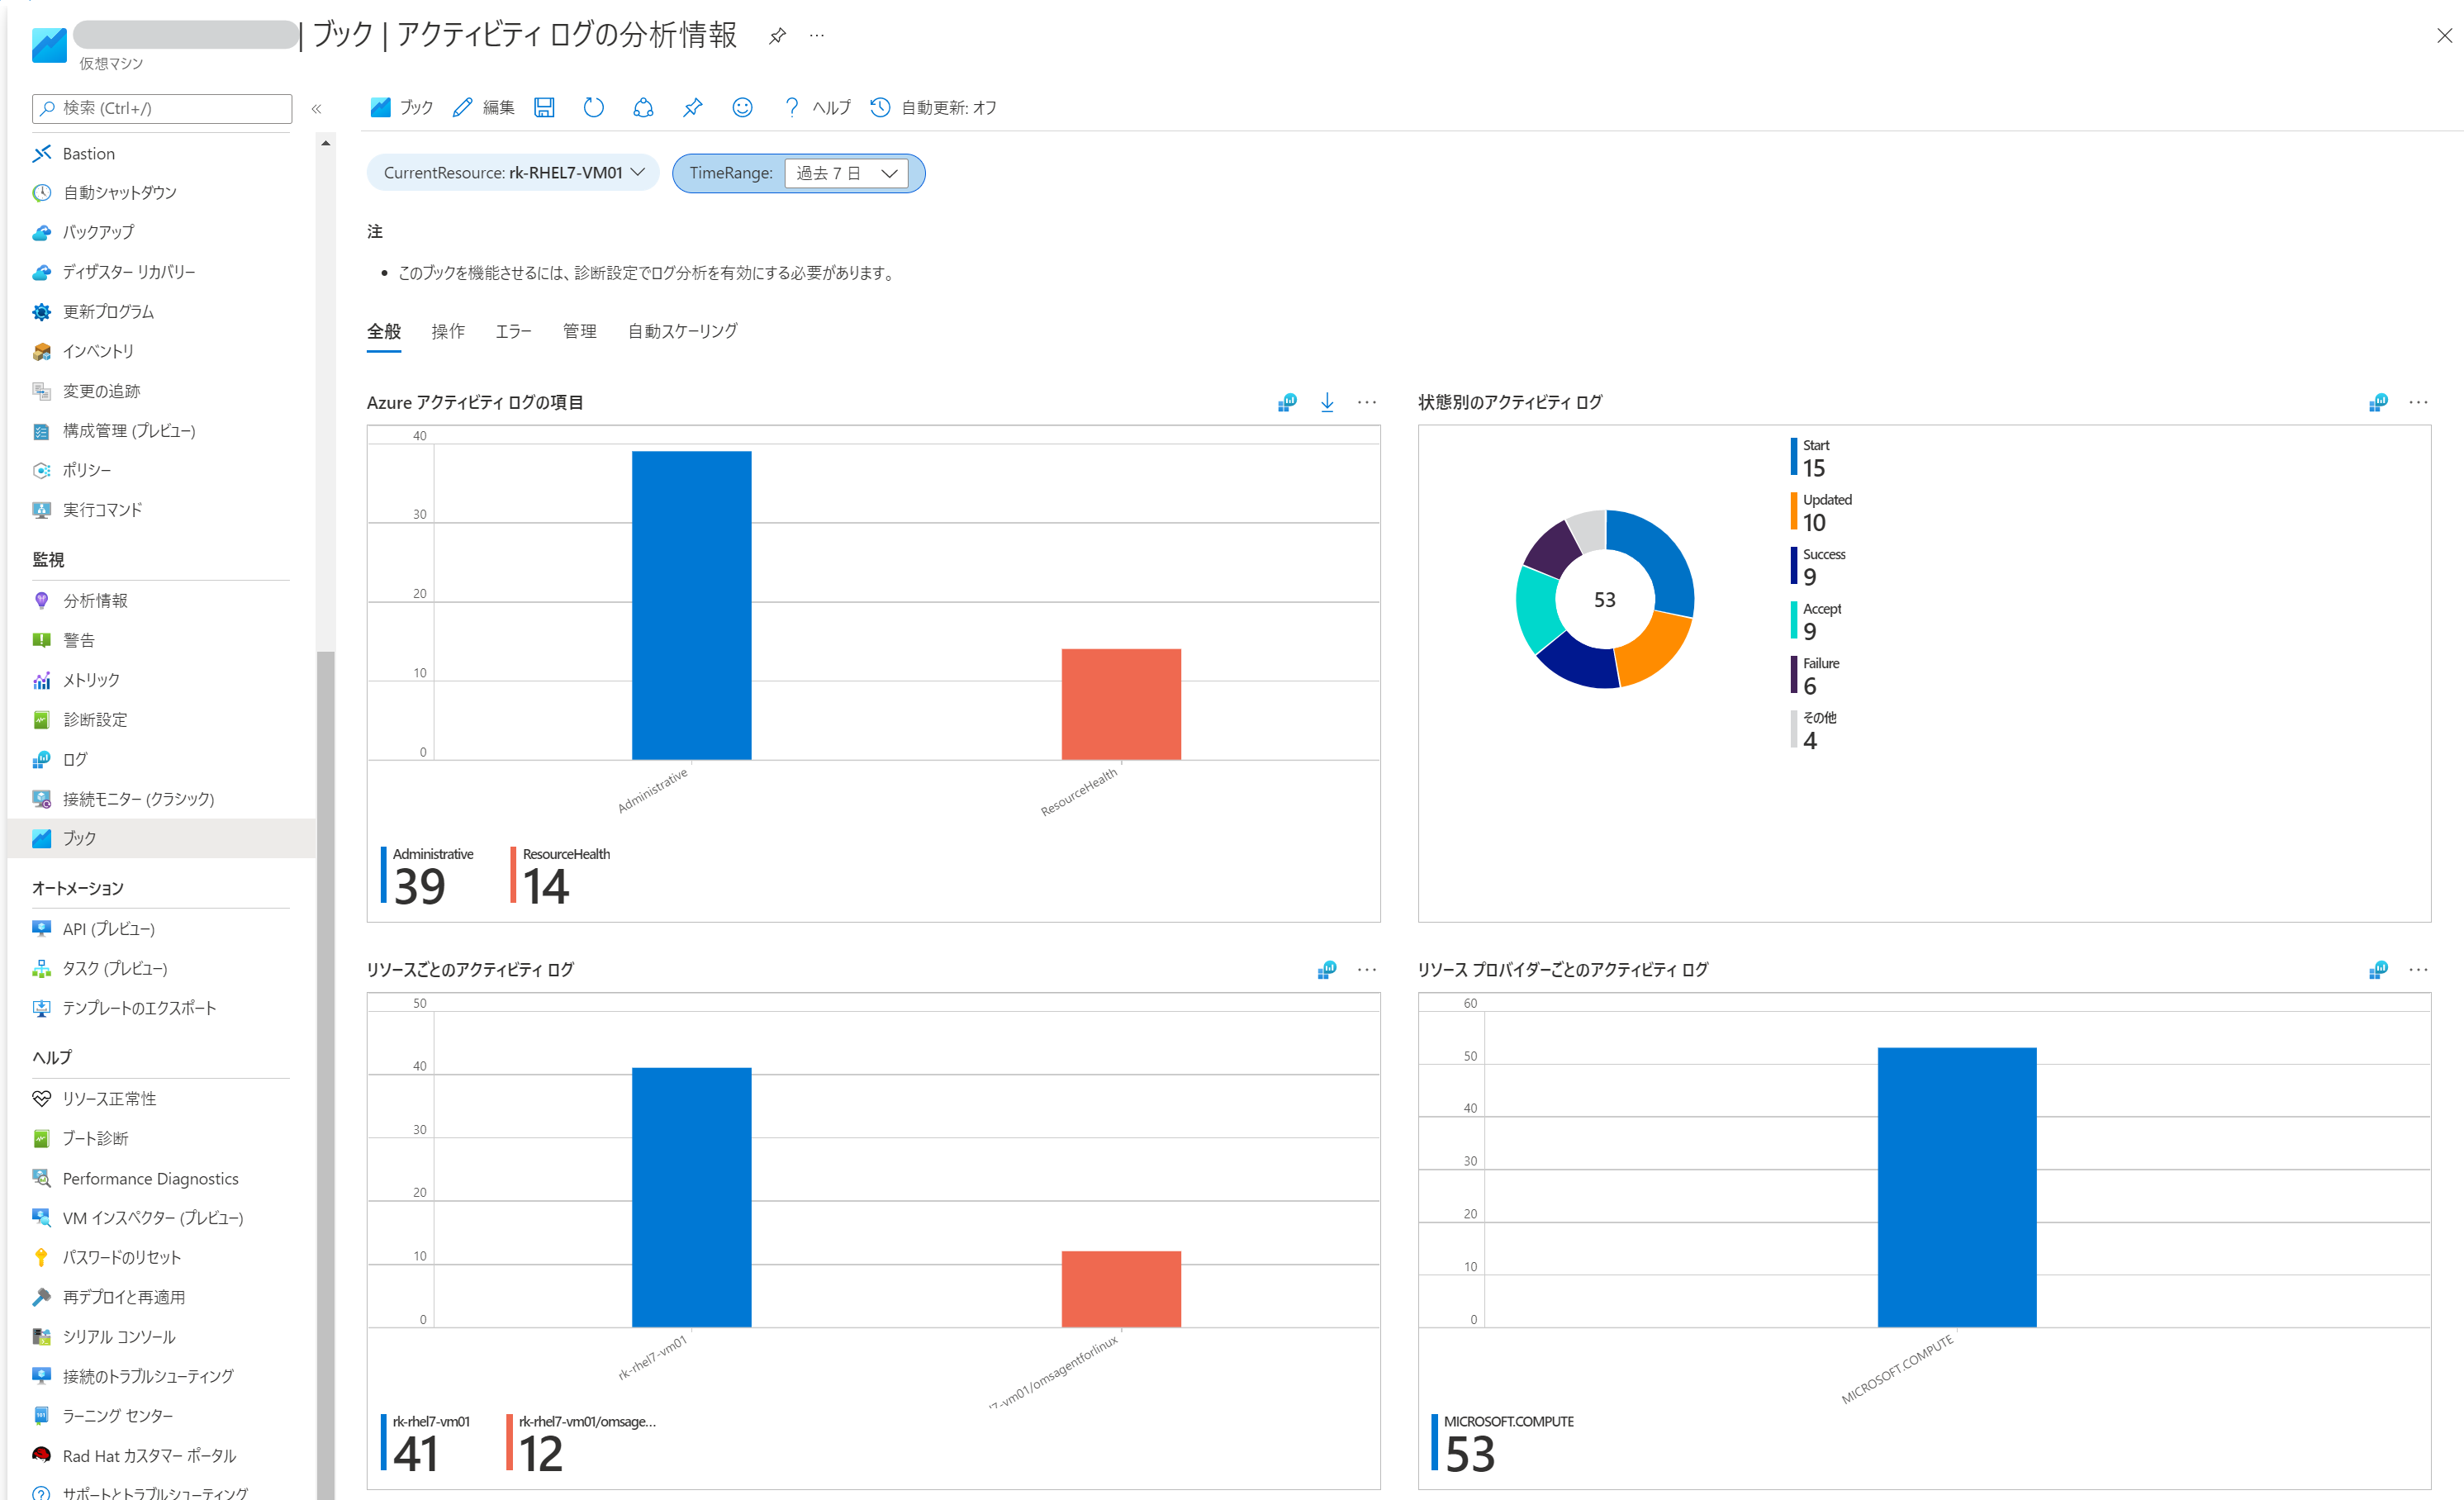 | ブック | アクティビティ ログの分析情報
仮想マシン
検索 (Ctrl+/)
«
Bastion
自動シャットダウン
バックアップ
ディザスター リカバリー
更新プログラム
インベントリ
変更の追跡
構成管理 (プレビュー)
ポリシー
実行コマンド
監視
分析情報
警告
メトリック
診断設定
ログ
接続モニター (クラシック)
ブック
オートメーション
API (プレビュー)
タスク (プレビュー)
テンプレートのエクスポート
ヘルプ
リソース正常性
ブート診断
Performance Diagnostics
VM インスペクター (プレビュー)
パスワードのリセット
再デプロイと再適用
シリアル コンソール
接続のトラブルシューティング
ラーニング センター
Rad Hat カスタマー ポータル
サポートとトラブルシューティング
ブック 編集 ヘルプ 自動更新: オフ
CurrentResource: rk-RHEL7-VM01 TimeRange: 過去 7 日
注
• このブックを機能させるには、診断設定でログ分析を有効にする必要があります。
全般 操作 エラー 管理 自動スケーリング
Azure アクティビティ ログの項目
40
30
20
10
0
Administrative
ResourceHealth
Administrative
39
ResourceHealth
14
状態別のアクティビティ ログ
53
Start
15
Updated
10
Success
9
Accept
9
Failure
6
その他
4
リソースごとのアクティビティ ログ
50
40
30
20
10
0
rk-rhel7-vm01
7-vm01/omsagentforlinux
rk-rhel7-vm01
41
rk-rhel7-vm01/omsage...
12
リソース プロバイダーごとのアクティビティ ログ
60
50
40
30
20
10
0
MICROSOFT.COMPUTE
MICROSOFT.COMPUTE
53